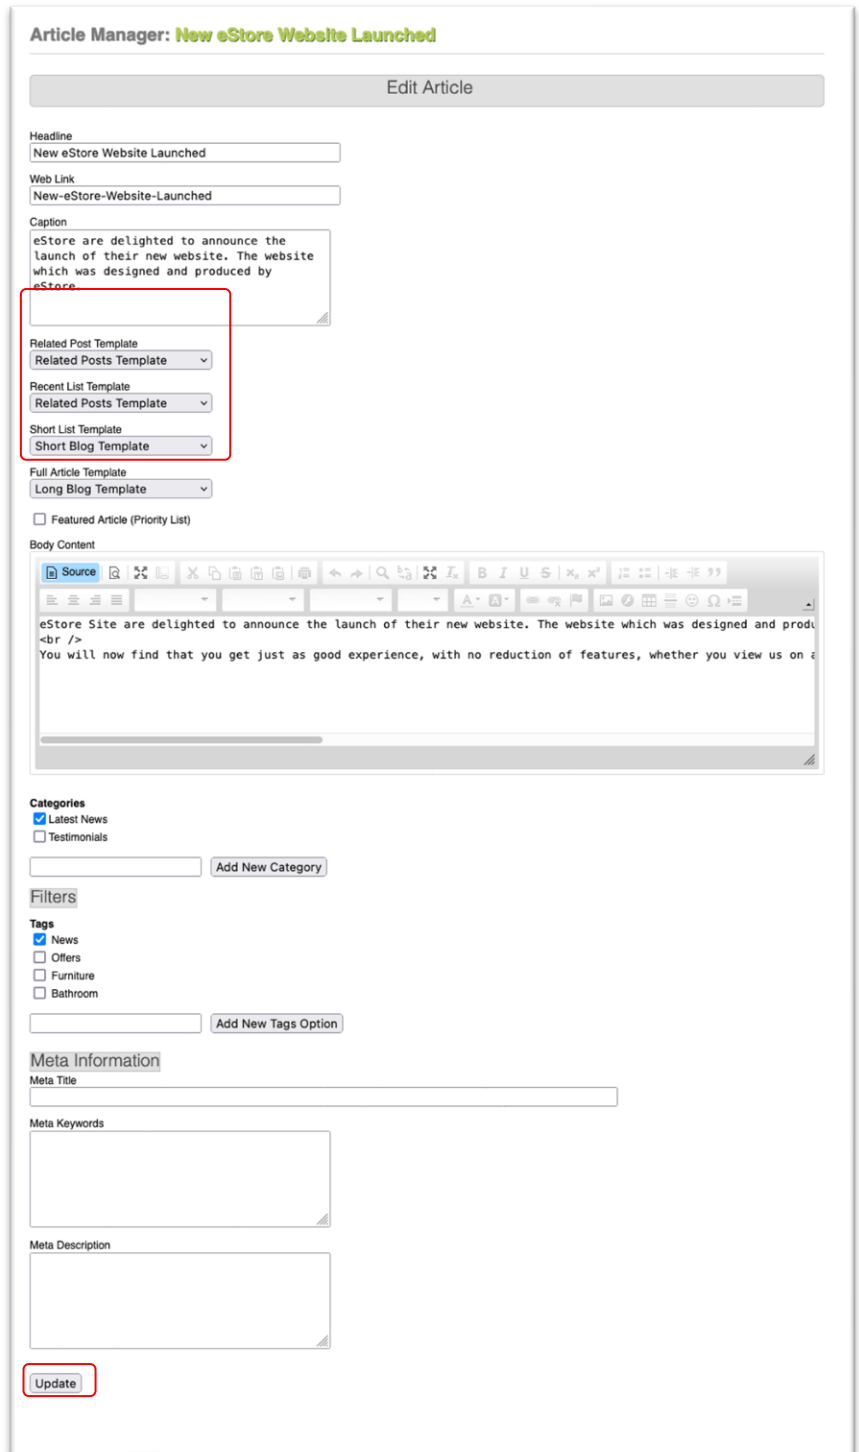 Article Manager: New eStore Website Launched
Edit Article
Headline
New eStore Website Launched
Web Link
New-eStore-Website-Launched
Caption
eStore are delighted to announce the
launch of their new website. The website
which was designed and produced by
eStore.
Related Post Template
Related Posts Template
Recent List Template
Related Posts Template
Short List Template
Short Blog Template
Full Article Template
Long Blog Template
Featured Article (Priority List)
Body Content
Source
eStore Site are delighted to announce the launch of their new website. The website which was designed and produ
<br />
You will now find that you get just as good experience, with no reduction of features, whether you view us on a
Categories
Latest News
Testimonials
Add New Category
Filters
Tags
News
Offers
Furniture
Bathroom
Add New Tags Option
Meta Information
Meta Title
Meta Keywords
Meta Description
Update